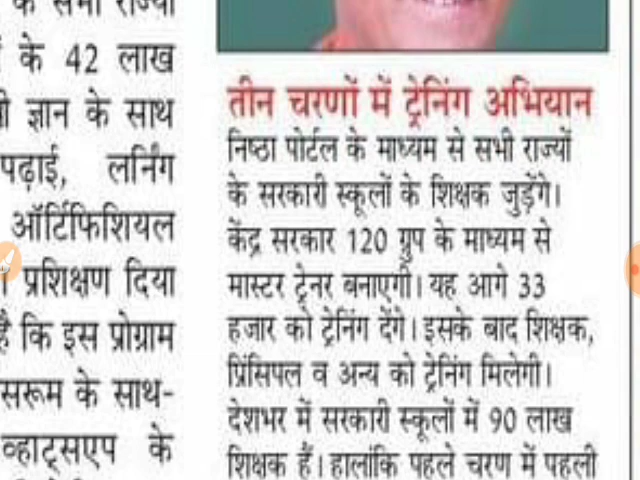 के सभी राज्यों
के 42 लाख
ज्ञान के साथ
पढ़ाई, लर्निंग
ऑर्टिफिशियल
प्रशिक्षण दिया
है कि इस प्रोग्राम
के साथ-
व्हाट्सएप के
तीन चरणों में ट्रेनिंग अभियान
निष्ठा पोर्टल के माध्यम से सभी राज्यों
के सरकारी स्कूलों के शिक्षक जुड़ेंगे।
केंद्र सरकार 120 ग्रुप के माध्यम से
मास्टर ट्रेनर बनाएगी। यह आगे 33
हजार को ट्रेनिंग देंगे। इसके बाद शिक्षक,
प्रिंसिपल व अन्य को ट्रेनिंग मिलेगी।
देशभर में सरकारी स्कूलों में 90 लाख
शिक्षक हैं। हालांकि पहले चरण में पहली